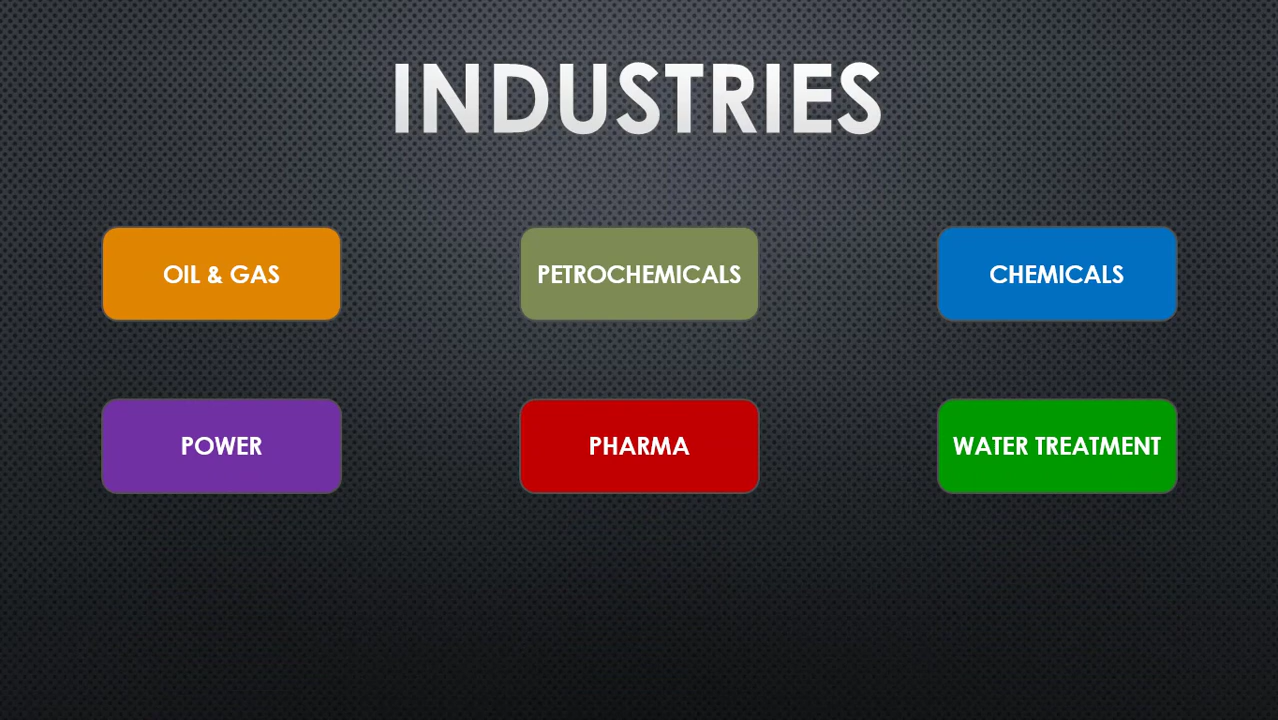 INDUSTRIES
OIL & GAS
PETROCHEMICALS
CHEMICALS
POWER
PHARMA
WATER TREATMENT